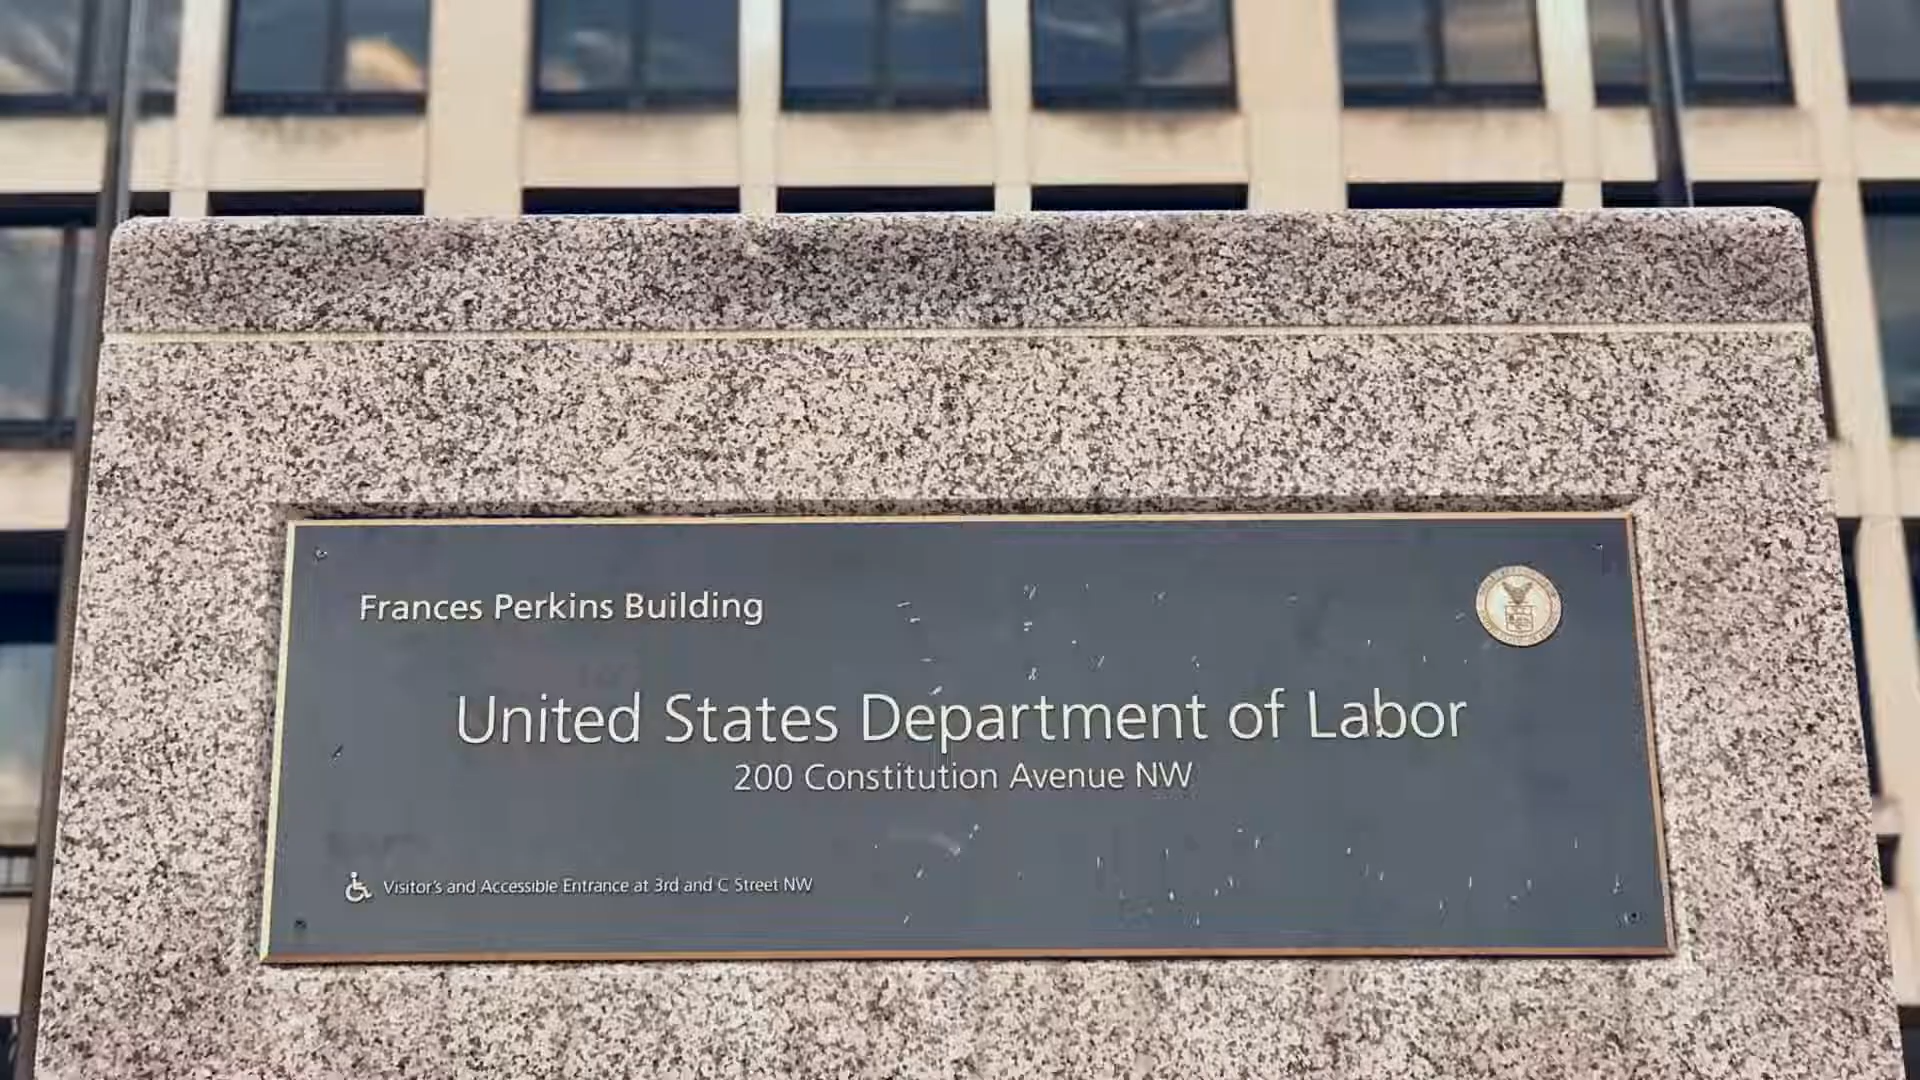 Frances Perkins Building
United States Department of Labor
200 Constitution Avenue NW
Visitor's and Accessible Entrance at 3rd and C Street NW